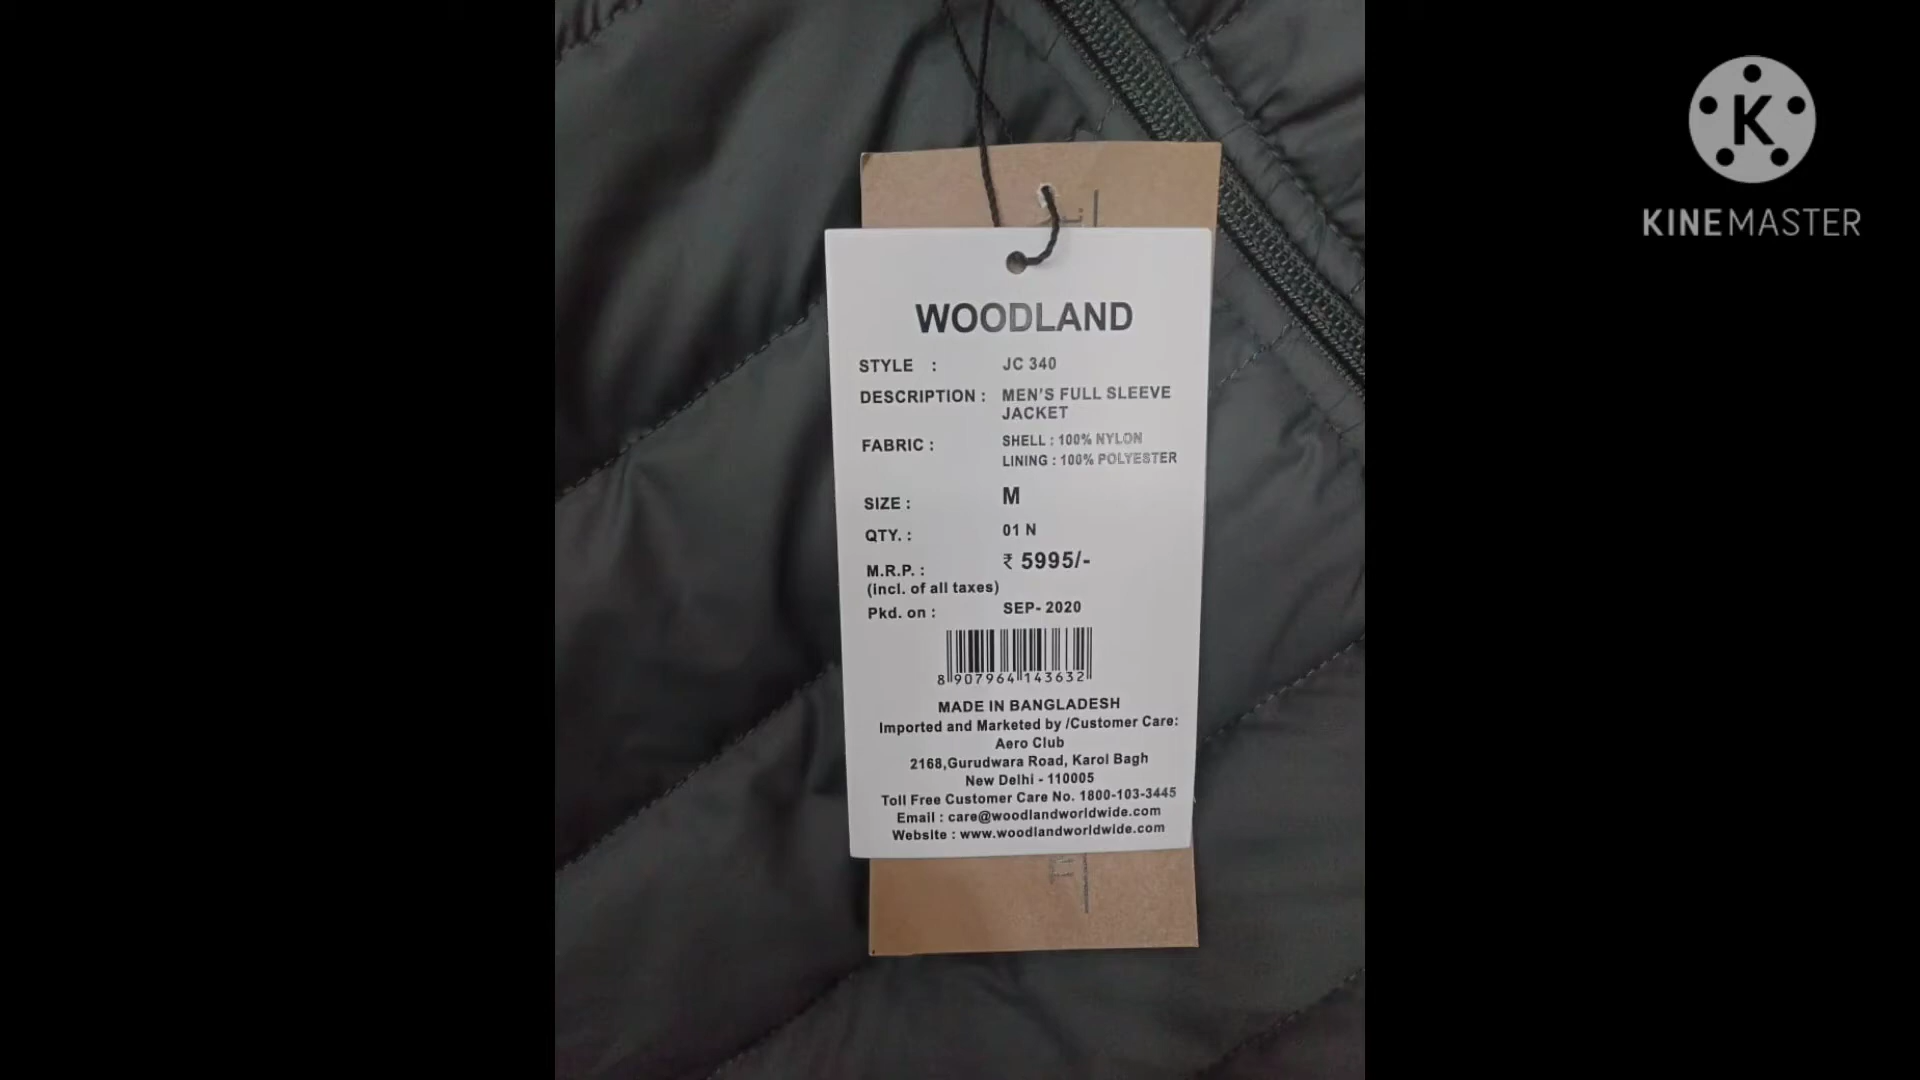 WOODLAND
STYLE : JC 340
DESCRIPTION : MEN'S FULL SLEEVE
JACKET
FABRIC : SHELL : 100% NYLON
LINING : 100% POLYESTER
SIZE : M
QTY. : 01 N
M.R.P. : ₹ 5995/-
(incl. of all taxes)
Pkd. on : SEP- 2020
8 907964 143632
MADE IN BANGLADESH
Imported and Marketed by /Customer Care:
Aero Club
2168,Gurudwara Road, Karol Bagh
New Delhi - 110005
Toll Free Customer Care No. 1800-103-3445
Email : care@woodlandworldwide.com
Website : www.woodlandworldwide.com
K
KINEMASTER